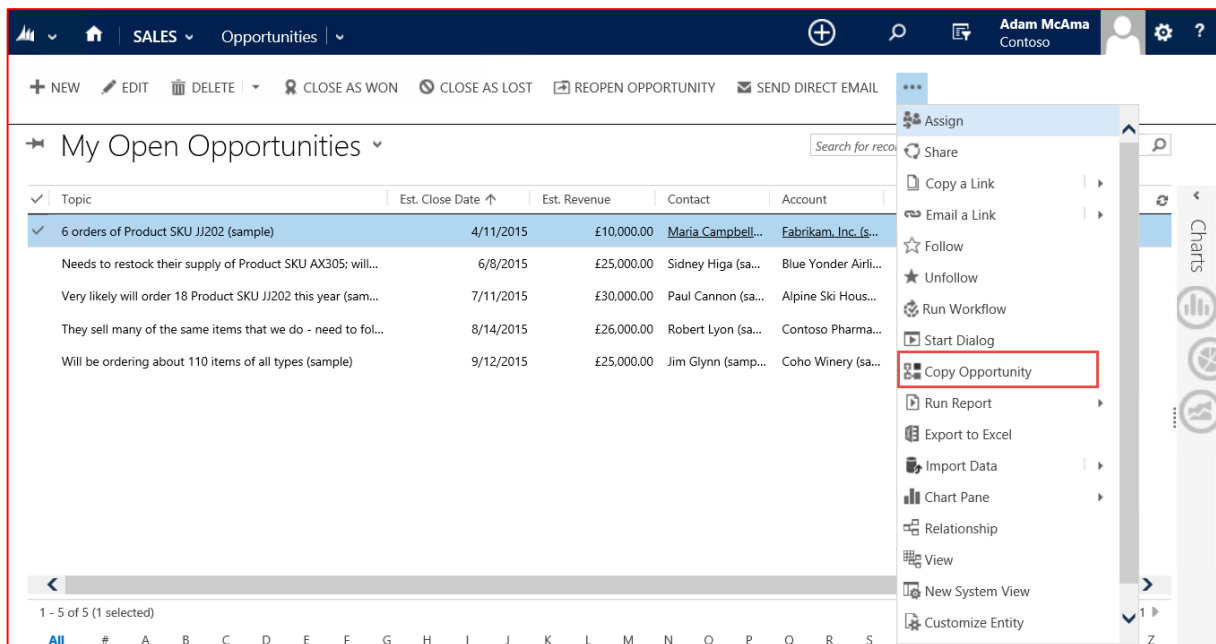 SALES Opportunities Adam McAma
Contoso ?
NEW EDIT DELETE CLOSE AS WON CLOSE AS LOST REOPEN OPPORTUNITY SEND DIRECT EMAIL ...
My Open Opportunities
Search for reco
Topic Est. Close Date ↑ Est. Revenue Contact Account
6 orders of Product SKU JJ202 (sample) 4/11/2015 £10,000.00 Maria Campbell... Fabrikam, Inc. (s...
Needs to restock their supply of Product SKU AX305; will... 6/8/2015 £25,000.00 Sidney Higa (sa... Blue Yonder Airli...
Very likely will order 18 Product SKU JJ202 this year (sam... 7/11/2015 £30,000.00 Paul Cannon (sa... Alpine Ski Hous...
They sell many of the same items that we do - need to fol... 8/14/2015 £26,000.00 Robert Lyon (sa... Contoso Pharma...
Will be ordering about 110 items of all types (sample) 9/12/2015 £25,000.00 Jim Glynn (samp... Coho Winery (sa...
Assign
Share
Copy a Link
Email a Link
Follow
Unfollow
Run Workflow
Start Dialog
Copy Opportunity
Run Report
Export to Excel
Import Data
Chart Pane
Relationship
View
New System View
Customize Entity
Charts
1 - 5 of 5 (1 selected) 1
All # A B C D E F G H I J K L M N O P Q R S Z